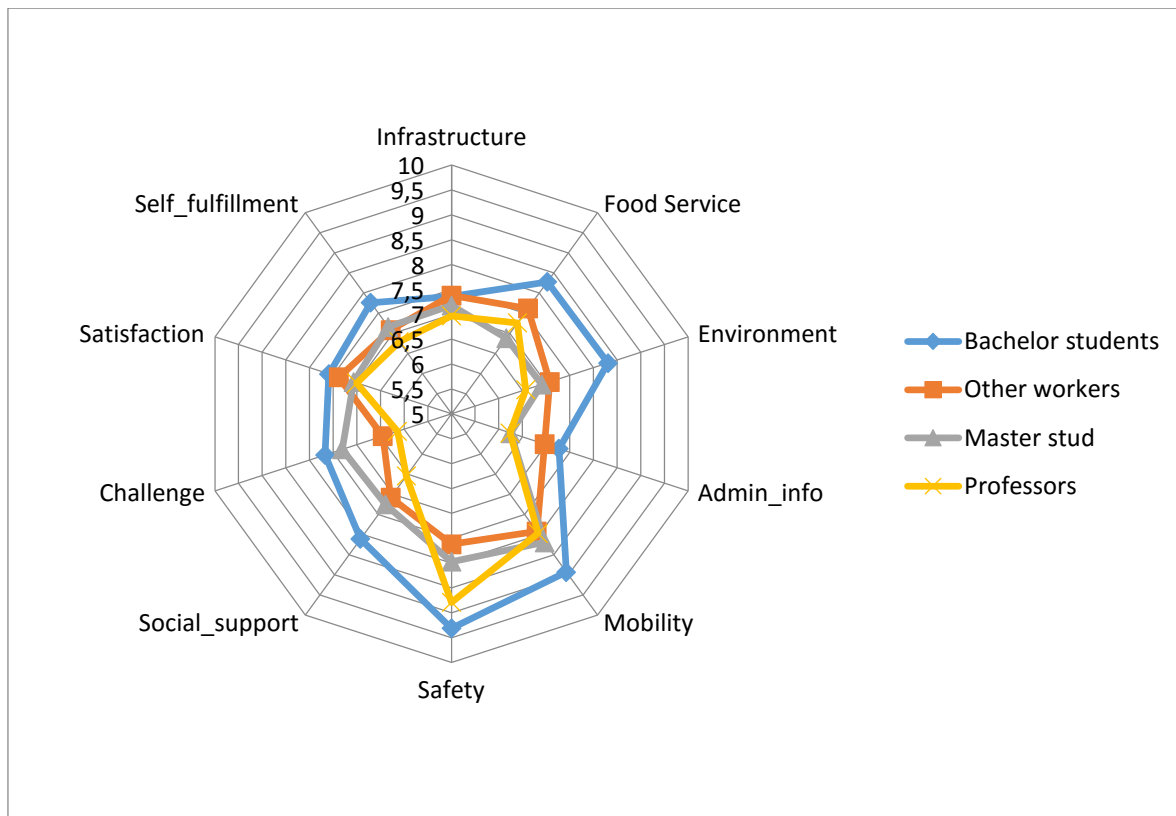 Infrastructure
10
9,5
9
8,5
8
7,5
7
6,5
6
5,5
5
Food Service
Environment
Admin_info
Mobility
Safety
Social_support
Challenge
Satisfaction
Self_fulfillment
Bachelor students
Other workers
Master stud
Professors